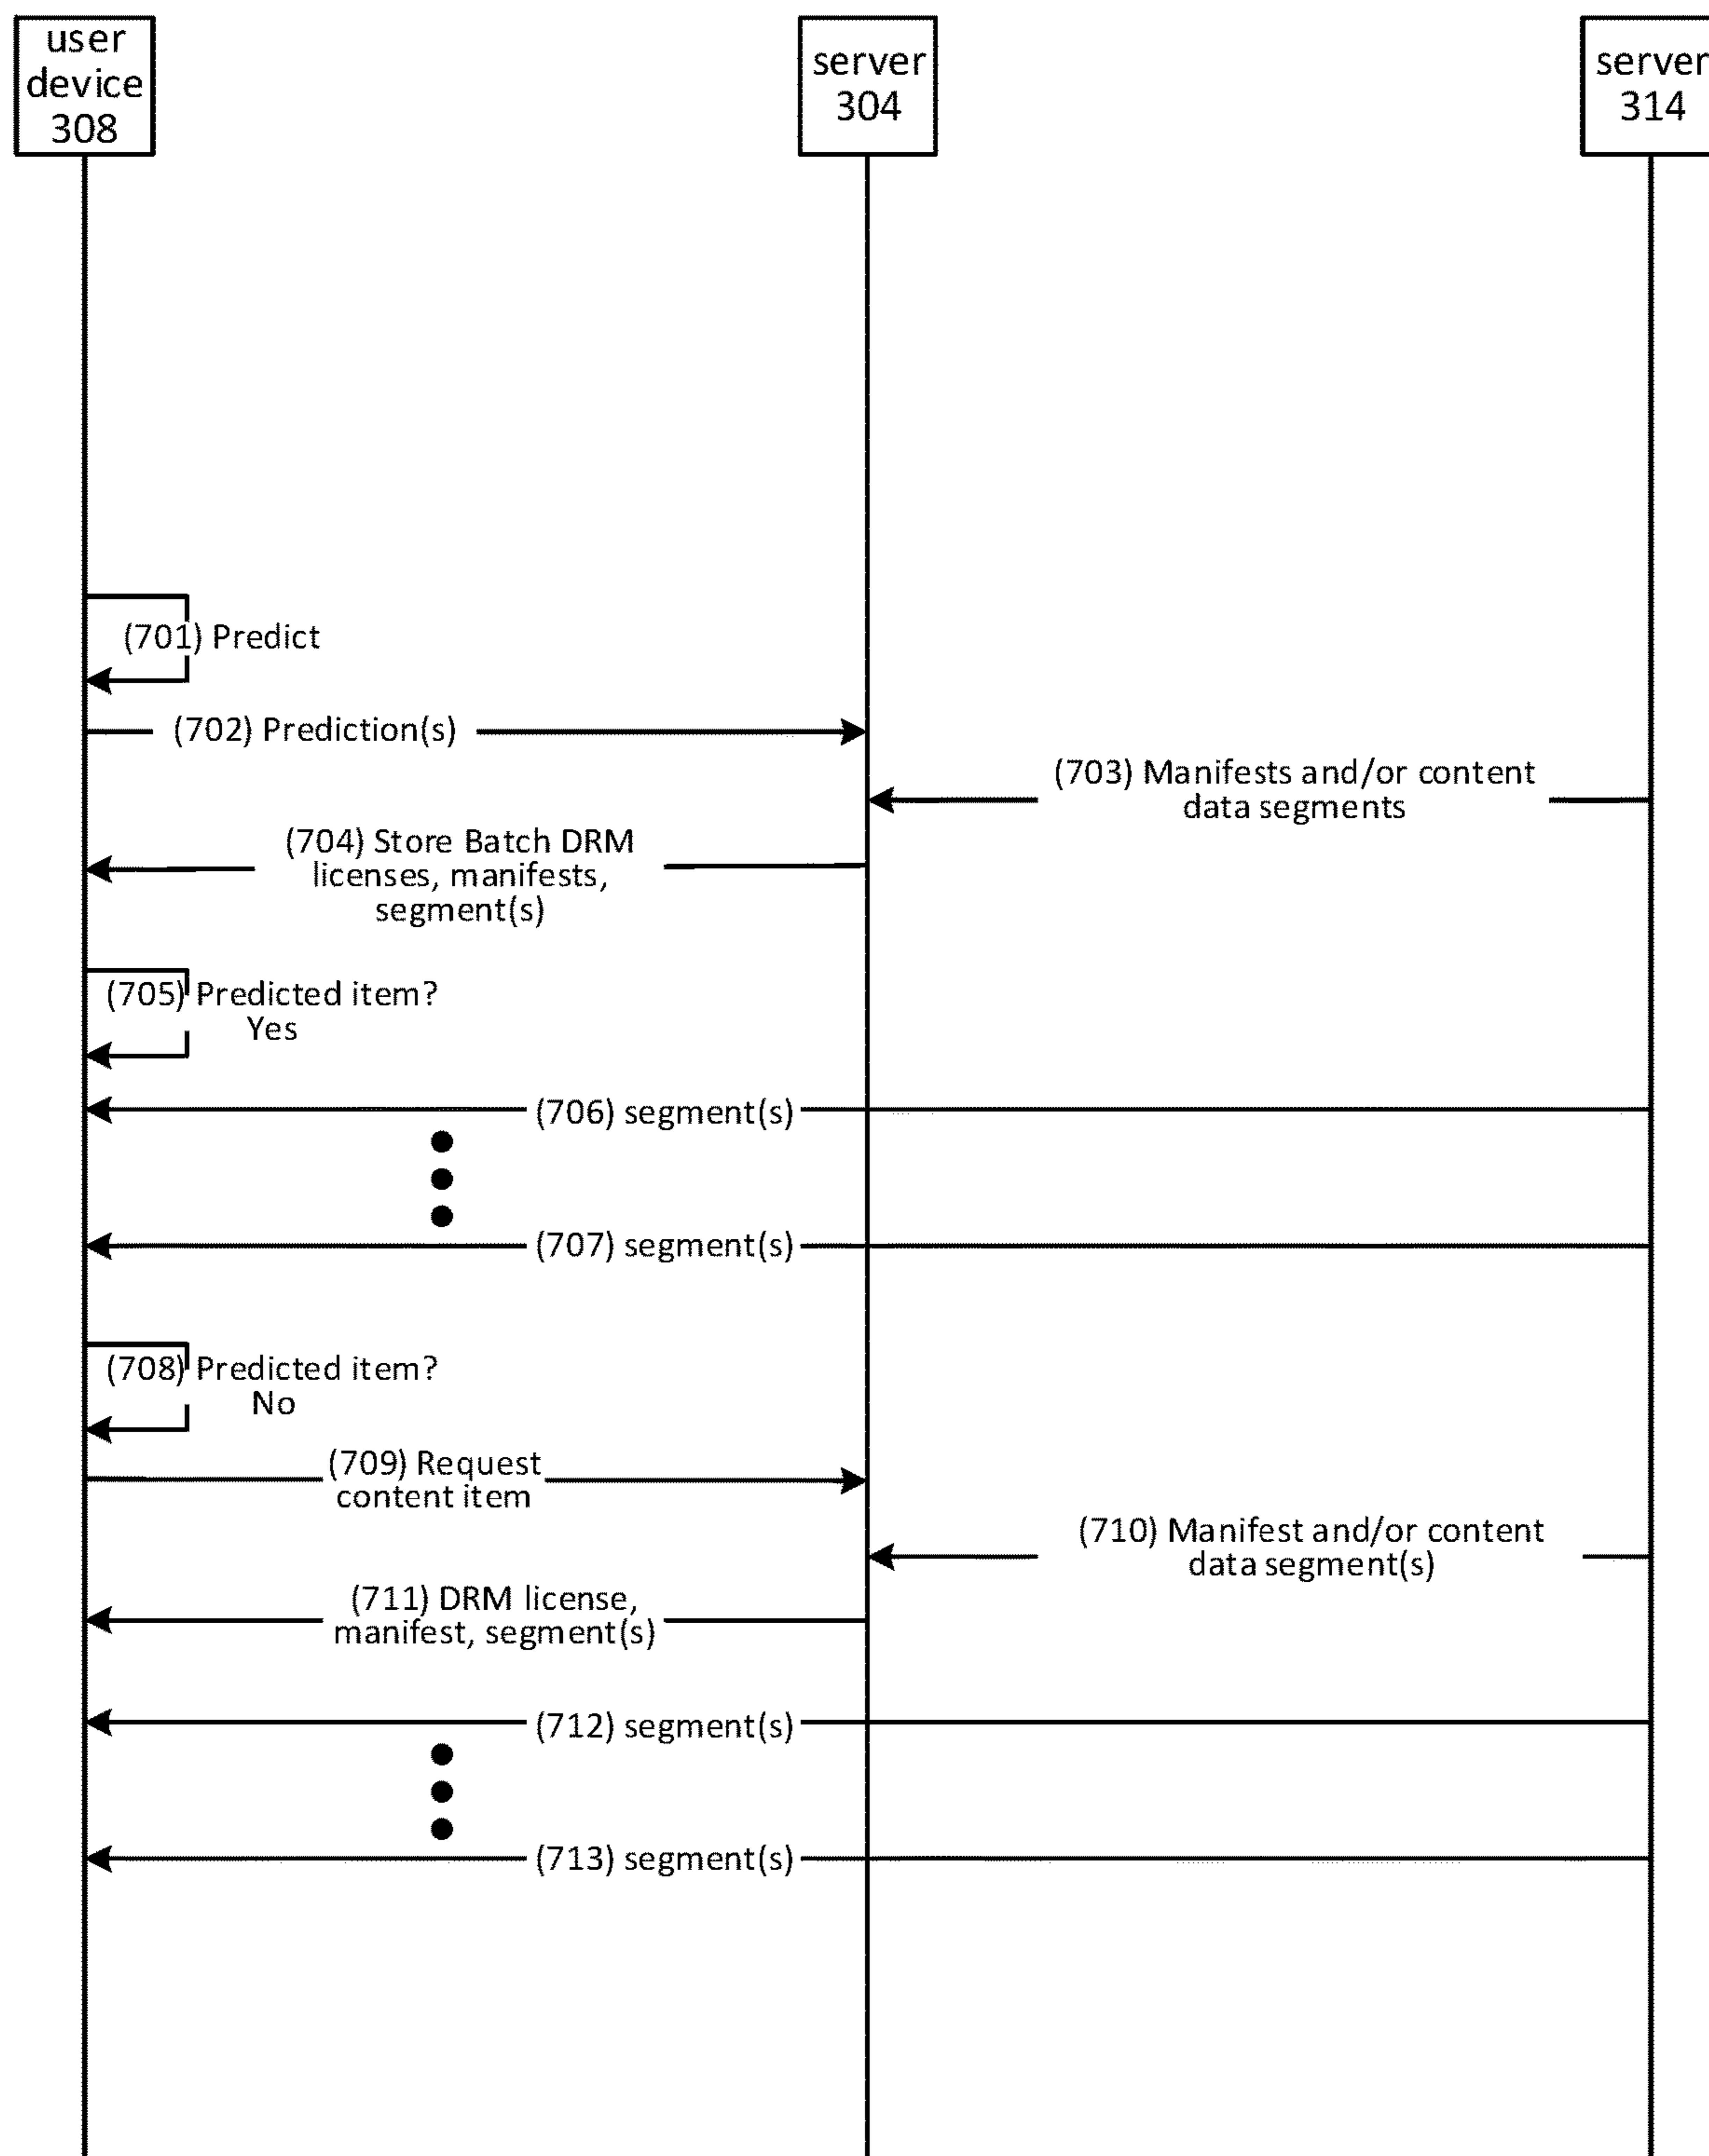 user
device
308
server
304
server
314
(701) Predict
(702) Prediction(s)
(703) Manifests and/or content
data segments
(704) Store Batch DRM
licenses, manifests,
segment(s)
(705) Predicted item?
Yes
(706) segment(s)
(707) segment(s)
(708) Predicted item?
No
(709) Request
content item
(710) Manifest and/or content
data segment(s)
(711) DRM license,
manifest, segment(s)
(712) segment(s)
(713) segment(s)